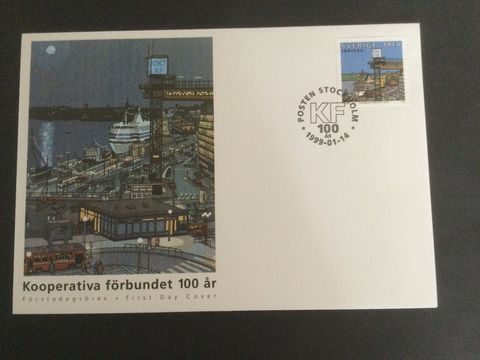 SVERIGE
POSTEN STOCKHOLM
KF
100
ÅR
1999-01-14
Kooperativa förbundet 100 år
Förstadagsbrev • First Day Cover